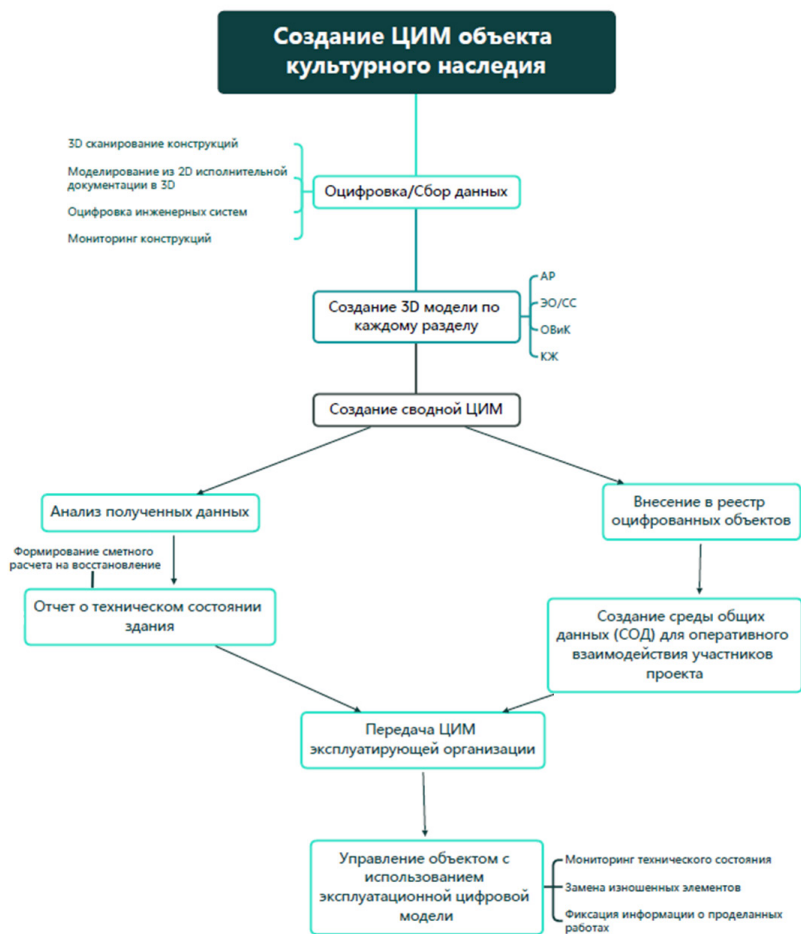 Создание ЦИМ объекта
культурного наследия
3D сканирование конструкций
Моделирование из 2D исполнительной
документации в 3D
Оцифровка инженерных систем
Мониторинг конструкций
Оцифровка/Сбор данных
Создание 3D модели по
каждому разделу
АР
ЭО/СС
ОВиК
КЖ
Создание сводной ЦИМ
Анализ полученных данных
Внесение в реестр
оцифрованных объектов
Формирование сметного
расчета на восстановление
Отчет о техническом состоянии
здания
Создание среды общих
данных (СОД) для оперативного
взаимодействия участников
проекта
Передача ЦИМ
эксплуатирующей организации
Управление объектом с
использованием
эксплуатационной цифровой
модели
Мониторинг технического состояния
Замена изношенных элементов
Фиксация информации о проделанных
работах